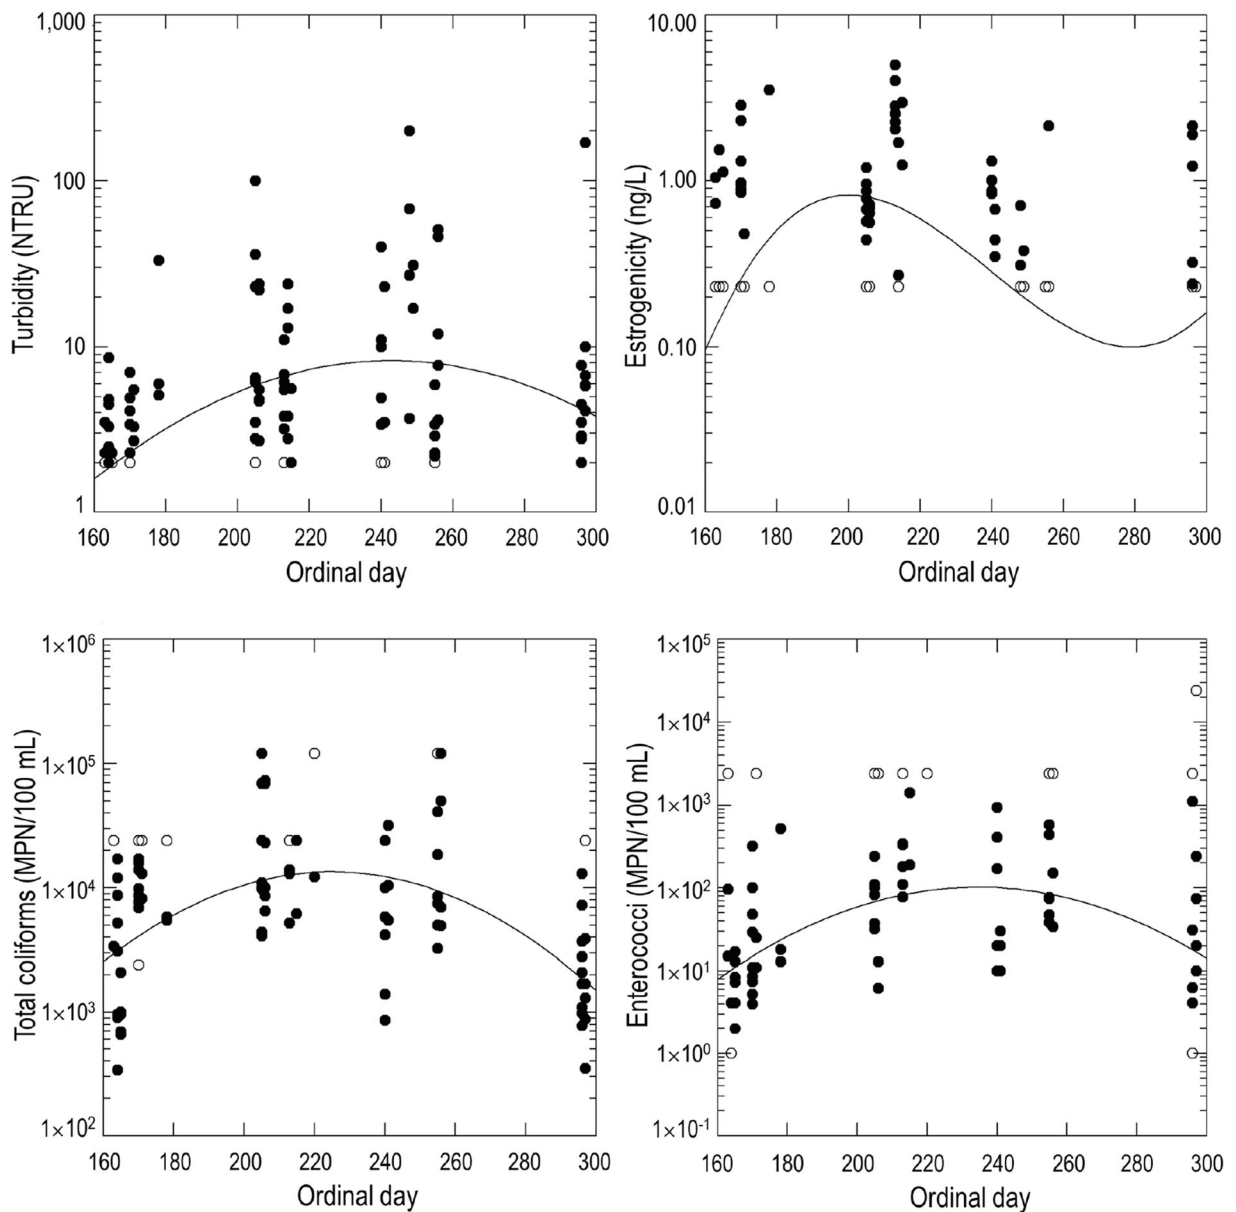 1,000
100
10
1
Turbidity (NTRU)
160 180 200 220 240 260 280 300
Ordinal day
10.00
1.00
0.10
0.01
Estrogenicity (ng/L)
160 180 200 220 240 260 280 300
Ordinal day
1×10⁶
1×10⁵
1×10⁴
1×10³
1×10²
Total coliforms (MPN/100 mL)
160 180 200 220 240 260 280 300
Ordinal day
1×10⁵
1×10⁴
1×10³
1×10²
1×10¹
1×10⁰
1×10⁻¹
Enterococci (MPN/100 mL)
160 180 200 220 240 260 280 300
Ordinal day